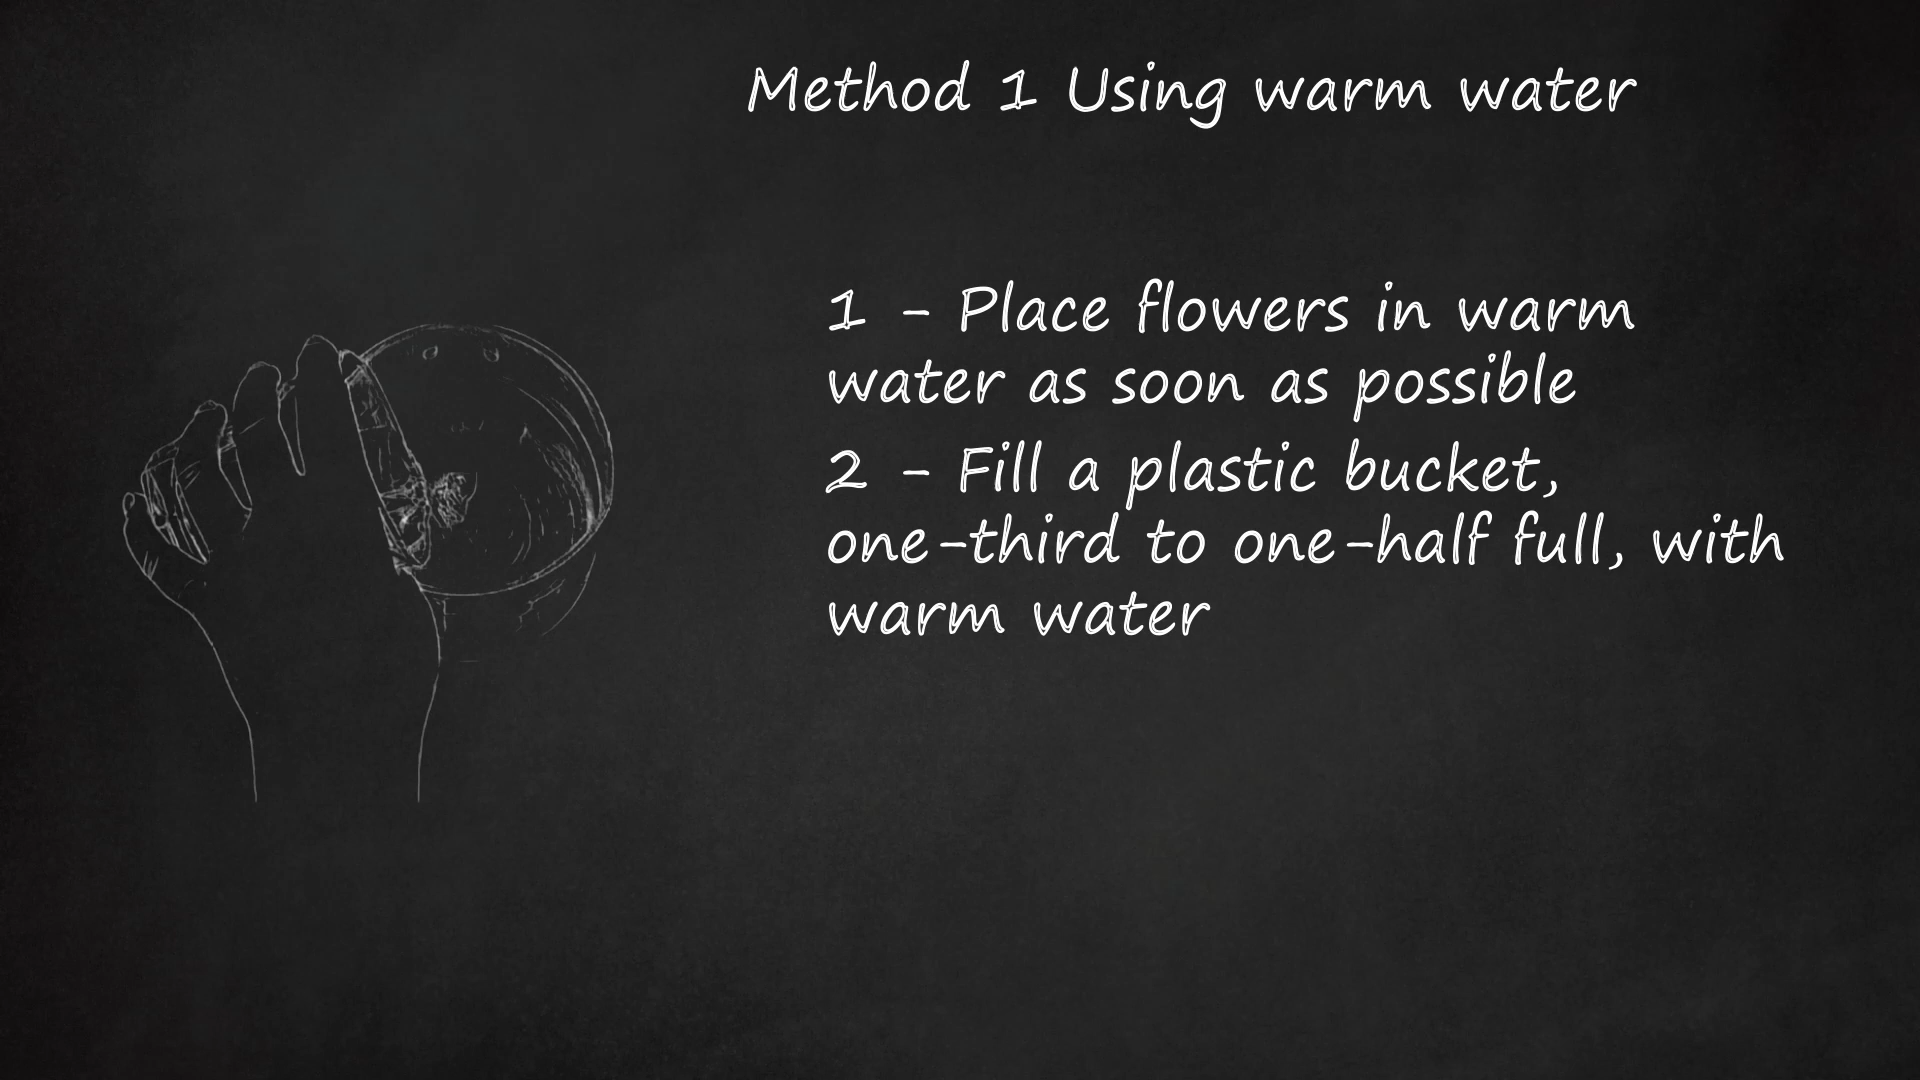 Method 1 Using warm water
1 - Place flowers in warm
water as soon as possible
2 - Fill a plastic bucket,
one-third to one-half full, with
warm water